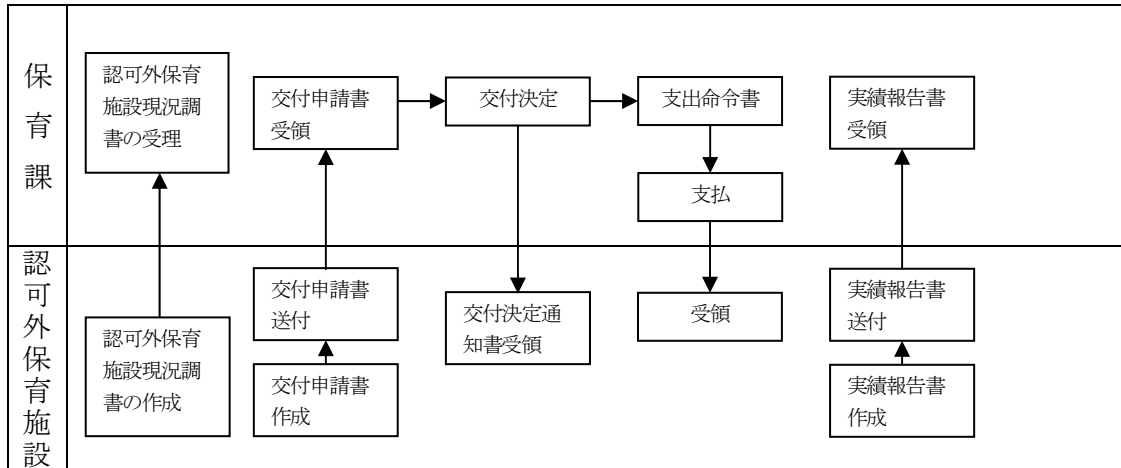 保育課
認可外保育
施設現況調
書の受理
交付申請書
受領
交付決定
支出命令書
実績報告書
受領
支払
認可外保育施設
認可外保育
施設現況調
書の作成
交付申請書
送付
交付決定通
知書受領
受領
実績報告書
送付
交付申請書
作成
実績報告書
作成